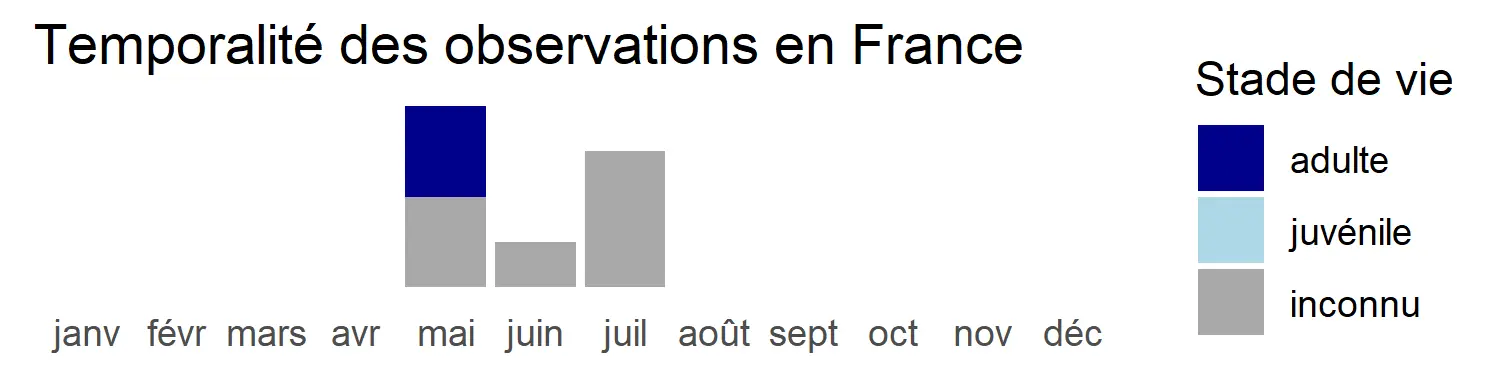 Temporalité des observations en France
janv févr mars avr mai juin juil août sept oct nov déc
Stade de vie
adulte
juvénile
inconnu